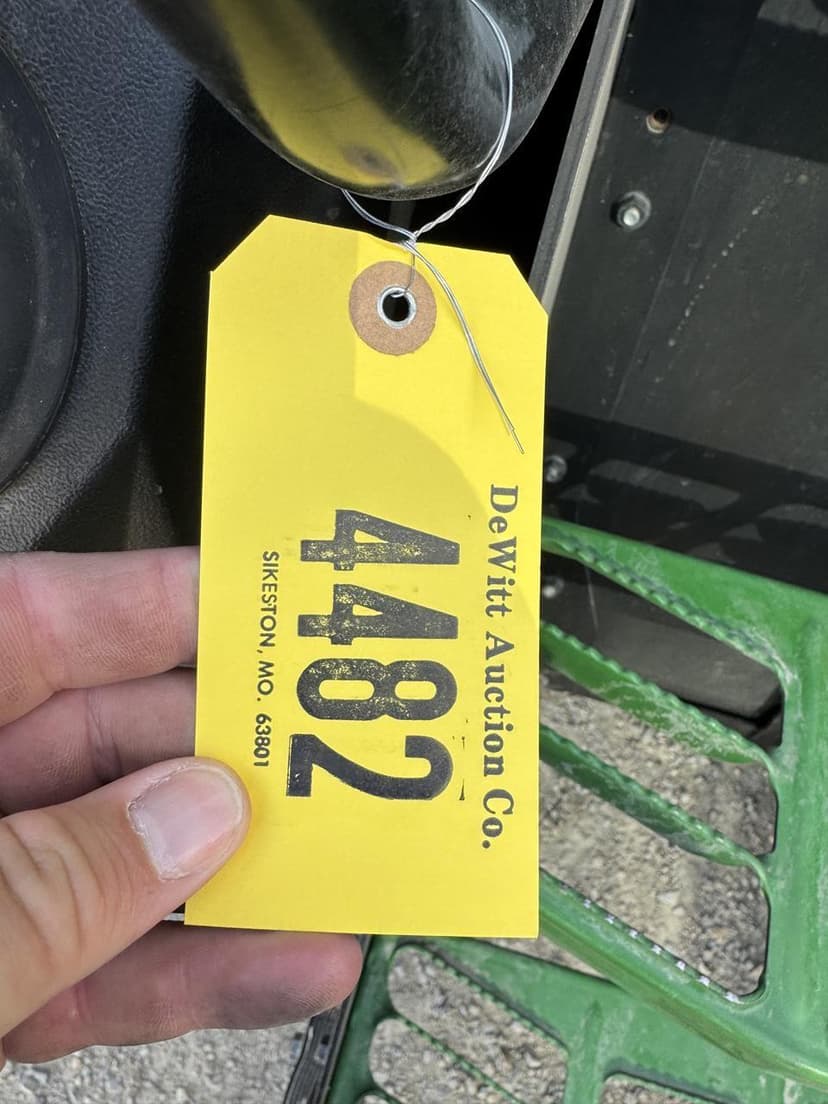 DeWitt Auction Co.
4482
SIKESTON, MO. 63801